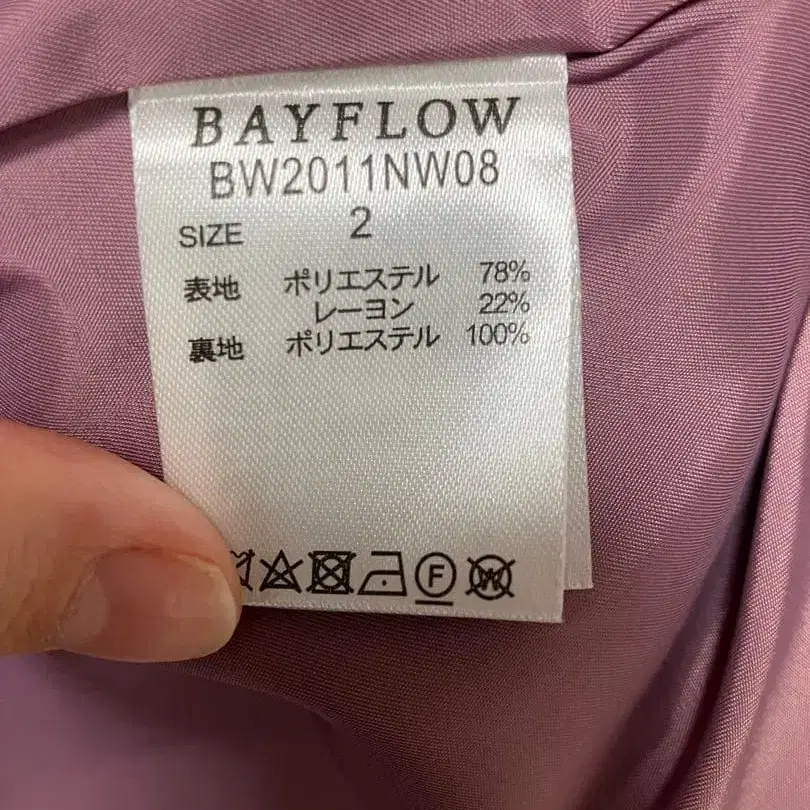 BAYFLOW
BW2011NW08
SIZE 2
表地 ポリエステル 78%
レーヨン 22%
裏地 ポリエステル 100%
F W